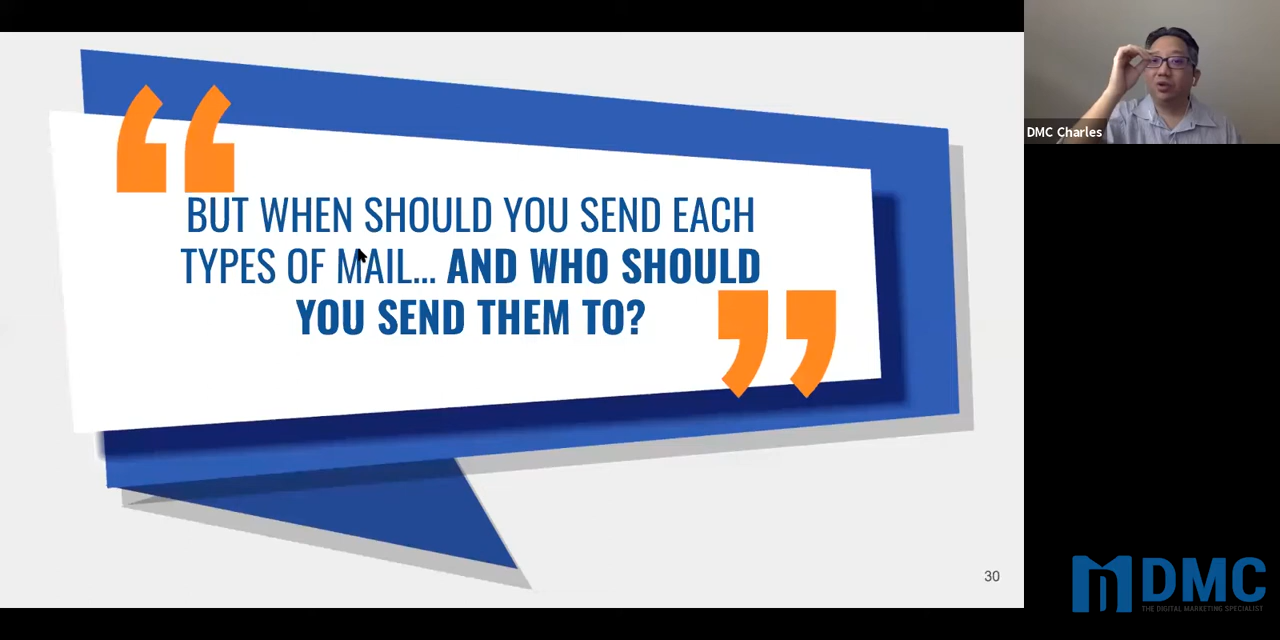 BUT WHEN SHOULD YOU SEND EACH
TYPES OF MAIL... AND WHO SHOULD
YOU SEND THEM TO?
30
DMC Charles
DMC
THE DIGITAL MARKETING SPECIALIST